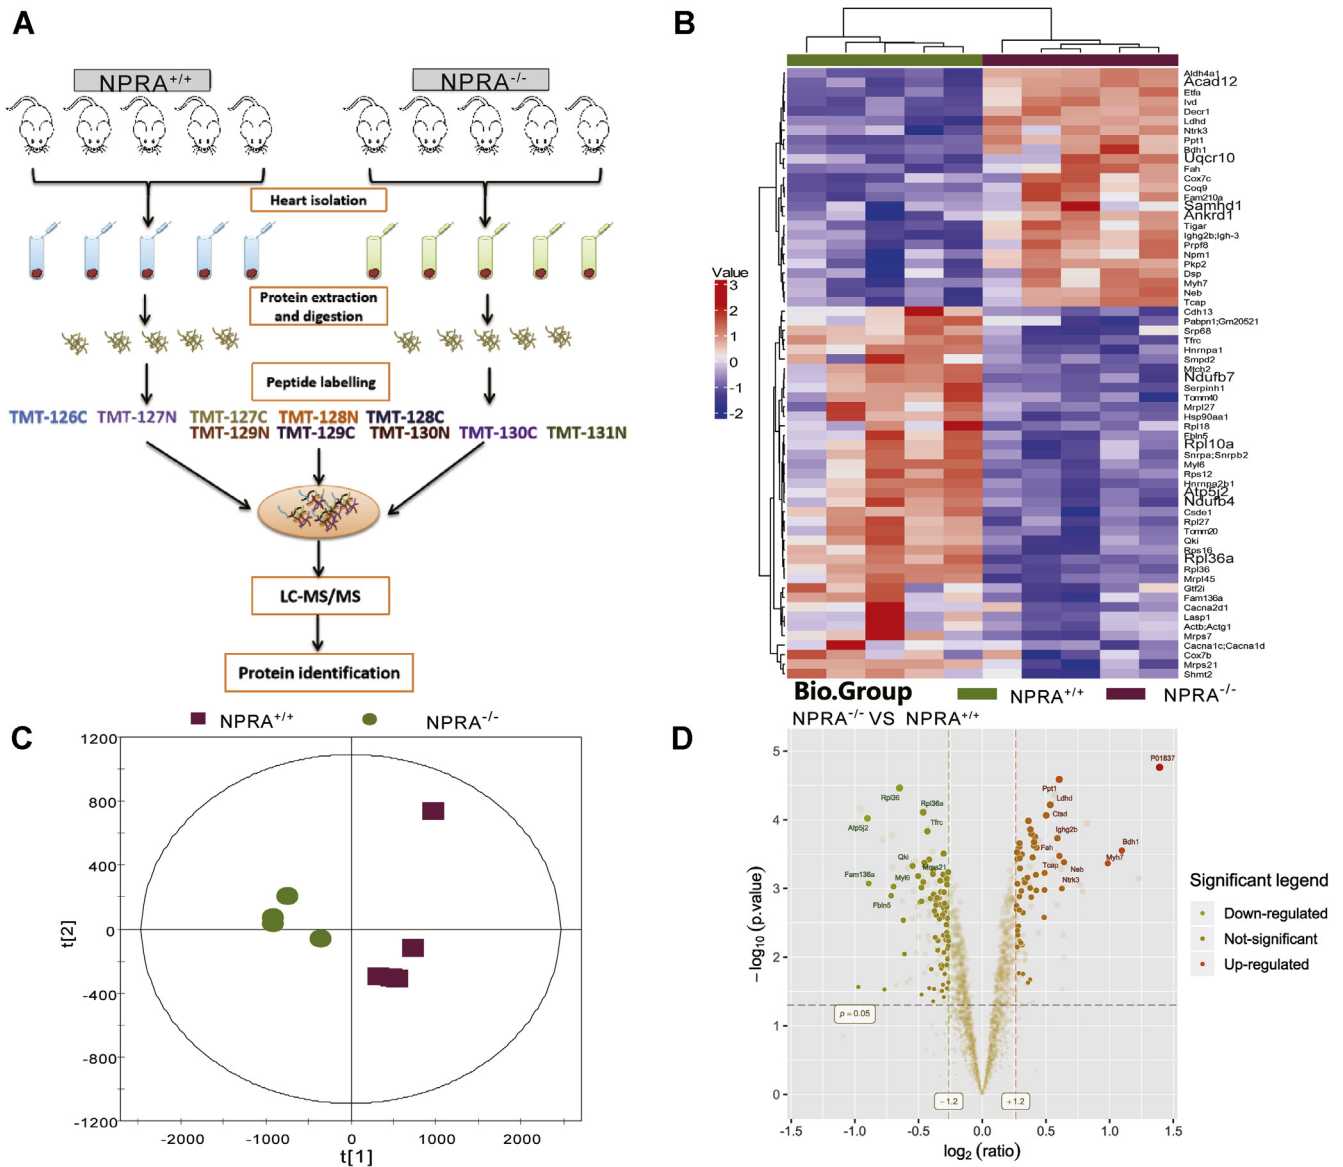 A
NPRA+/+
NPRA-/-
Heart isolation
Protein extraction
and digestion
Peptide labelling
TMT-126C TMT-127N TMT-127C TMT-128N TMT-128C
TMT-129N TMT-129C TMT-130N TMT-130C TMT-131N
LC-MS/MS
Protein identification
B
Value
3
2
1
0
-1
-2
Aldh4a1
Acad12
Etfa
Ivd
Decr1
Ldhd
Ntrk3
Ppt1
Bdh1
Uqcr10
Fah
Cox7c
Coq9
Fam210a
Samhd1
Ankrd1
Tigar
Ighg2b;Igh-3
Prpf8
Npm1
Pkp2
Dsp
Myh7
Neb
Tcap
Cdh13
Pabpn1;Gm20521
Srp68
Tfrc
Hnrnpa1
Smpd2
Mtch2
Ndufb7
Serpinh1
Tomm40
Mrpl27
Hsp90aa1
Rpl18
Fbln5
Rpl10a
Snrpa;Snrpb2
Myl6
Rps12
Hnrnpa2b1
Atp5j2
Ndufb4
Csde1
Rpl27
Tomm20
Qki
Rps16
Rpl36a
Rpl36
Mrpl45
Gtf2i
Fam136a
Cacna2d1
Lasp1
Actb;Actg1
Mrps7
Cacna1c;Cacna1d
Cox7b
Mrps21
Shmt2
Bio.Group NPRA+/+ NPRA-/-
C
NPRA+/+ NPRA-/-
1200
800
400
0
-400
-800
-1200
t[2]
-2000 -1000 0 1000 2000
t[1]
D
NPRA-/- VS NPRA+/+
5
4
3
2
1
0
−log10 (p.value)
P01837
Ppt1
Rpl36
Ldhd
Rpl36a
Ctsd
Atp5j2
Tfrc
Ighg2b
Bdh1
Fah
Qki
Myh7
Mrps21
Tcap
Neb
Fam136a
Myl6
Ntrk3
Fbln5
p = 0.05
−1.2
+1.2
-1.5 -1.0 -0.5 0.0 0.5 1.0 1.5
log2 (ratio)
Significant legend
Down-regulated
Not-significant
Up-regulated